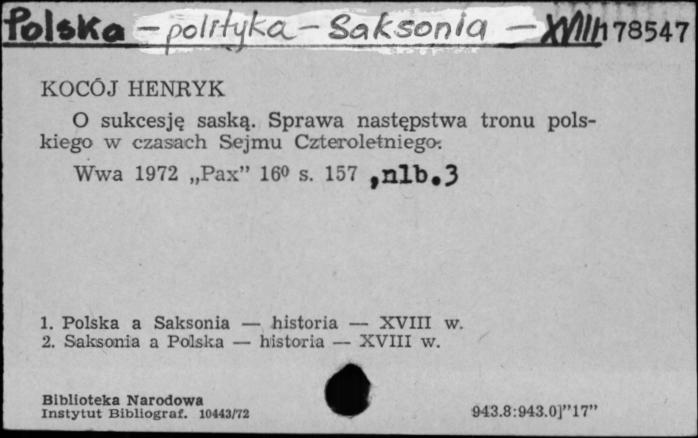 Polska – polityka – Saksonia – XVIII 178547
KOCÓJ HENRYK
O sukcesję saską. Sprawa następstwa tronu pols-
kiego w czasach Sejmu Czteroletniego.
Wwa 1972 „Pax” 16⁰ s. 157 ,nlb.3
1. Polska a Saksonia — historia — XVIII w.
2. Saksonia a Polska — historia — XVIII w.
Biblioteka Narodowa
Instytut Bibliograf. 10443/72 943.8:943.0]”17”